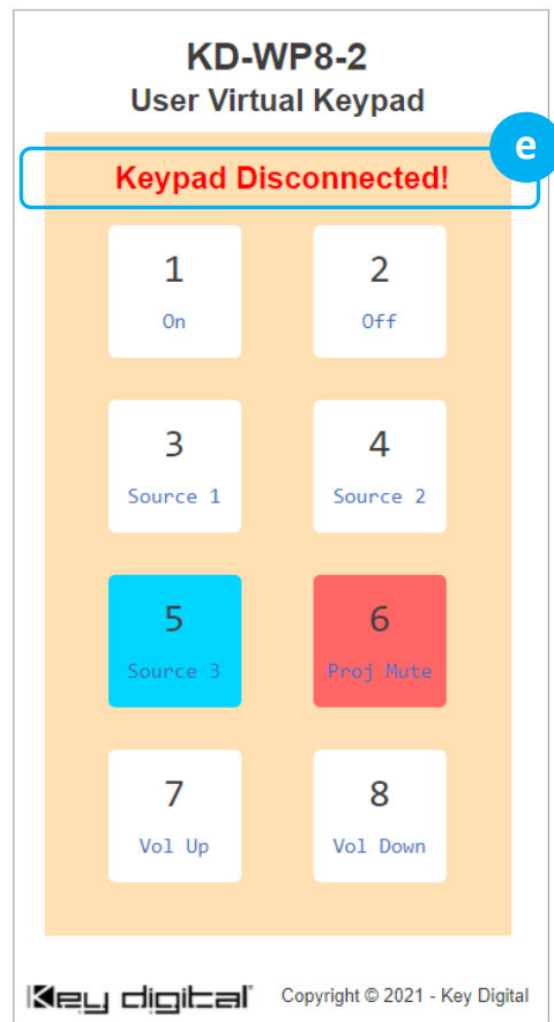 KD-WP8-2
User Virtual Keypad
e
Keypad Disconnected!
1 2
On Off
3 4
Source 1 Source 2
5 6
Source 3 Proj Mute
7 8
Vol Up Vol Down
Key digital Copyright © 2021 - Key Digital